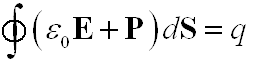 ∮(ε₀E + P)dS = q